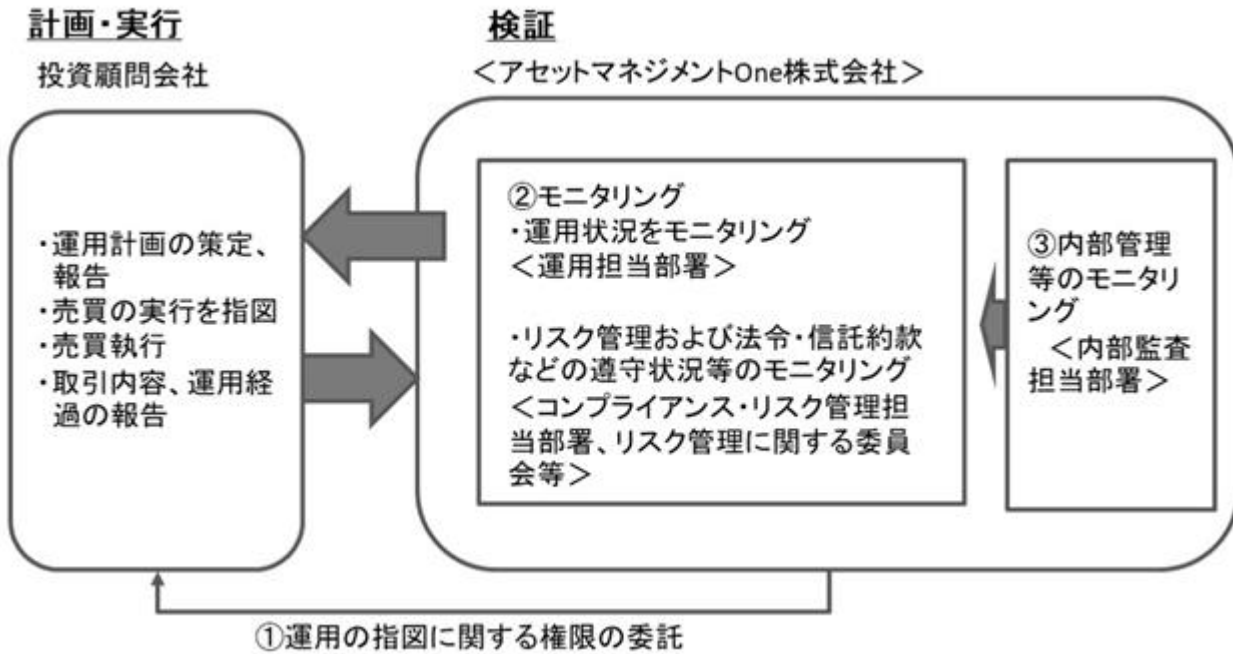 計画・実行
投資顧問会社
・運用計画の策定、
報告
・売買の実行を指図
・売買執行
・取引内容、運用経
過の報告
検証
＜アセットマネジメントOne株式会社＞
②モニタリング
・運用状況をモニタリング
＜運用担当部署＞
・リスク管理および法令・信託約款
などの遵守状況等のモニタリング
＜コンプライアンス・リスク管理担
当部署、リスク管理に関する委員
会等＞
③内部管理
等のモニタリ
ング
＜内部監査
担当部署＞
①運用の指図に関する権限の委託